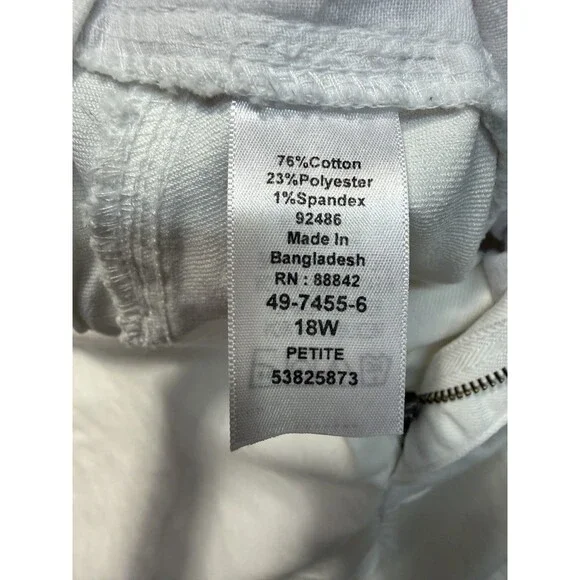 76%Cotton
23%Polyester
1%Spandex
92486
Made In
Bangladesh
RN : 88842
49-7455-6
18W
PETITE
53825873